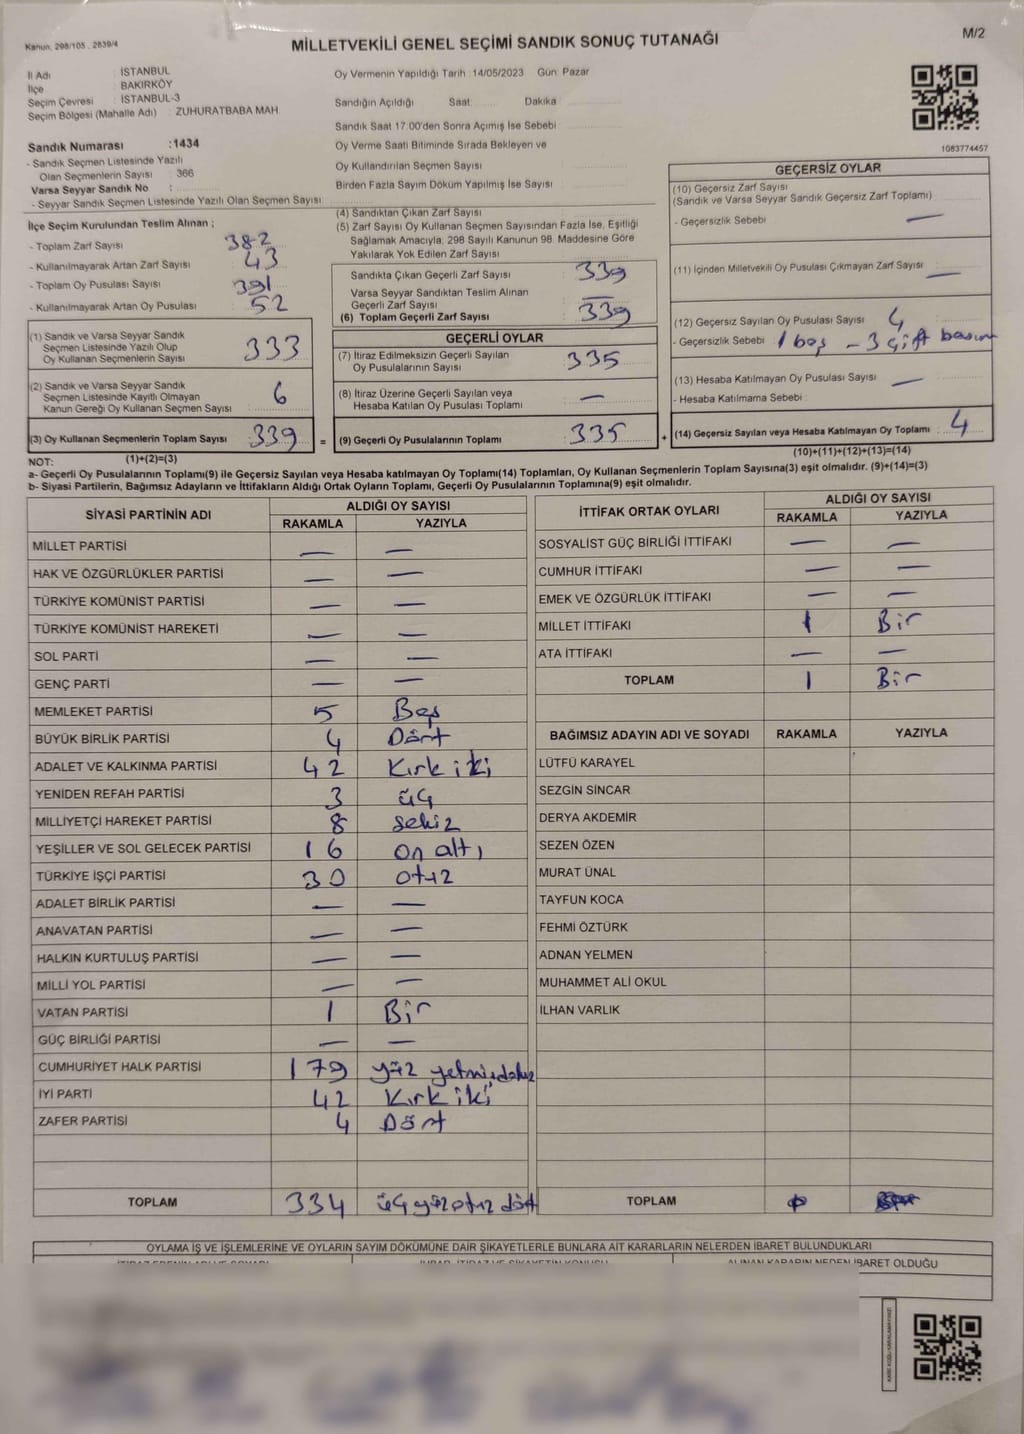 Kanun, 298/105 , 2839/4
MİLLETVEKİLİ GENEL SEÇİMİ SANDIK SONUÇ TUTANAĞI
M/2
İl Adı : İSTANBUL
İlçe : BAKIRKÖY
Seçim Çevresi : İSTANBUL-3
Seçim Bölgesi (Mahalle Adı) : ZUHURATBABA MAH
Sandık Numarası : 1434
- Sandık Seçmen Listesinde Yazılı
Olan Seçmenlerin Sayısı : 366
Varsa Seyyar Sandık No :
- Seyyar Sandık Seçmen Listesinde Yazılı Olan Seçmen Sayısı :
Oy Vermenin Yapıldığı Tarih : 14/05/2023 Gün: Pazar
Sandığın Açıldığı Saat: Dakika
Sandık Saat 17:00'den Sonra Açımış İse Sebebi
Oy Verme Saati Bitiminde Sırada Bekleyen ve
Oy Kullandırılan Seçmen Sayısı
Birden Fazla Sayım Döküm Yapılmış İse Sayısı
1083774457
İlçe Seçim Kurulundan Teslim Alınan ;
- Toplam Zarf Sayısı 382
- Kullanılmayarak Artan Zarf Sayısı 43
- Toplam Oy Pusulası Sayısı 391
- Kullanılmayarak Artan Oy Pusulası 52
(4) Sandıktan Çıkan Zarf Sayısı
(5) Zarf Sayısı Oy Kullanan Seçmen Sayısından Fazla İse, Eşitliği
Sağlamak Amacıyla; 298 Sayılı Kanunun 98. Maddesine Göre
Yakılarak Yok Edilen Zarf Sayısı
Sandıkta Çıkan Geçerli Zarf Sayısı 339
Varsa Seyyar Sandıktan Teslim Alınan
Geçerli Zarf Sayısı —
(6) Toplam Geçerli Zarf Sayısı 339
GEÇERSİZ OYLAR
(10) Geçersiz Zarf Sayısı
(Sandık ve Varsa Seyyar Sandık Geçersiz Zarf Toplamı)
- Geçersizlik Sebebi —
(11) İçinden Milletvekili Oy Pusulası Çıkmayan Zarf Sayısı —
(12) Geçersiz Sayılan Oy Pusulası Sayısı 4
- Geçersizlik Sebebi 1 boş - 3 çift basım
(13) Hesaba Katılmayan Oy Pusulası Sayısı —
- Hesaba Katılmama Sebebi
(14) Geçersiz Sayılan veya Hesaba Katılmayan Oy Toplamı 4
(10)+(11)+(12)+(13)=(14)
(1) Sandık ve Varsa Seyyar Sandık
Seçmen Listesinde Yazılı Olup
Oy Kullanan Seçmenlerin Sayısı 333
(2) Sandık ve Varsa Seyyar Sandık
Seçmen Listesinde Kayıtlı Olmayan
Kanun Gereği Oy Kullanan Seçmen Sayısı 6
(3) Oy Kullanan Seçmenlerin Toplam Sayısı 339 =
(1)+(2)=(3)
GEÇERLİ OYLAR
(7) İtiraz Edilmeksizin Geçerli Sayılan
Oy Pusulalarının Sayısı 335
(8) İtiraz Üzerine Geçerli Sayılan veya
Hesaba Katılan Oy Pusulası Toplamı —
(9) Geçerli Oy Pusulalarının Toplamı 335 +
NOT:
a- Geçerli Oy Pusulalarının Toplamı(9) ile Geçersiz Sayılan veya Hesaba katılmayan Oy Toplamı(14) Toplamları, Oy Kullanan Seçmenlerin Toplam Sayısına(3) eşit olmalıdır. (9)+(14)=(3)
b- Siyasi Partilerin, Bağımsız Adayların ve İttifakların Aldığı Ortak Oyların Toplamı, Geçerli Oy Pusulalarının Toplamına(9) eşit olmalıdır.
SİYASİ PARTİNİN ADI ALDIĞI OY SAYISI
RAKAMLA YAZIYLA
MİLLET PARTİSİ — —
HAK VE ÖZGÜRLÜKLER PARTİSİ — —
TÜRKİYE KOMÜNİST PARTİSİ — —
TÜRKİYE KOMÜNİST HAREKETİ — —
SOL PARTİ — —
GENÇ PARTİ — —
MEMLEKET PARTİSİ 5 Beş
BÜYÜK BİRLİK PARTİSİ 4 Dört
ADALET VE KALKINMA PARTİSİ 42 Kırk iki
YENİDEN REFAH PARTİSİ 3 üç
MİLLİYETÇİ HAREKET PARTİSİ 8 sekiz
YEŞİLLER VE SOL GELECEK PARTİSİ 16 on altı
TÜRKİYE İŞÇİ PARTİSİ 30 otuz
ADALET BİRLİK PARTİSİ — —
ANAVATAN PARTİSİ — —
HALKIN KURTULUŞ PARTİSİ — —
MİLLİ YOL PARTİSİ — —
VATAN PARTİSİ 1 Bir
GÜÇ BİRLİĞİ PARTİSİ — —
CUMHURİYET HALK PARTİSİ 179 yüz yetmiş dokuz
İYİ PARTİ 42 Kırk iki
ZAFER PARTİSİ 4 Dört
TOPLAM 334 üç yüz otuz dört
İTTİFAK ORTAK OYLARI ALDIĞI OY SAYISI
RAKAMLA YAZIYLA
SOSYALİST GÜÇ BİRLİĞİ İTTİFAKI — —
CUMHUR İTTİFAKI — —
EMEK VE ÖZGÜRLÜK İTTİFAKI — —
MİLLET İTTİFAKI 1 Bir
ATA İTTİFAKI — —
TOPLAM 1 Bir
BAĞIMSIZ ADAYIN ADI VE SOYADI RAKAMLA YAZIYLA
LÜTFÜ KARAYEL
SEZGİN SİNCAR
DERYA AKDEMİR
SEZEN ÖZEN
MURAT ÜNAL
TAYFUN KOCA
FEHMİ ÖZTÜRK
ADNAN YELMEN
MUHAMMET ALİ OKUL
İLHAN VARLIK
TOPLAM
OYLAMA İŞ VE İŞLEMLERİNE VE OYLARIN SAYIM DÖKÜMÜNE DAİR ŞİKAYETLERLE BUNLARA AİT KARARLARIN NELERDEN İBARET BULUNDUKLARI
ALINAN KARARIN NEDEN İBARET OLDUĞU